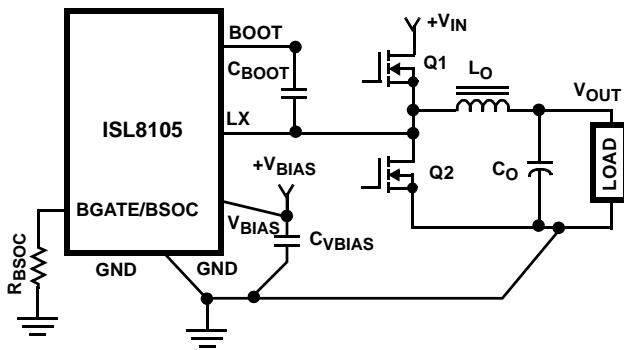 +VIN
BOOT
Q1
CBOOT
LO
VOUT
ISL8105
LX
+VBIAS
Q2
CO
LOAD
BGATE/BSOC
VBIAS
CVBIAS
RBSOC
GND
GND